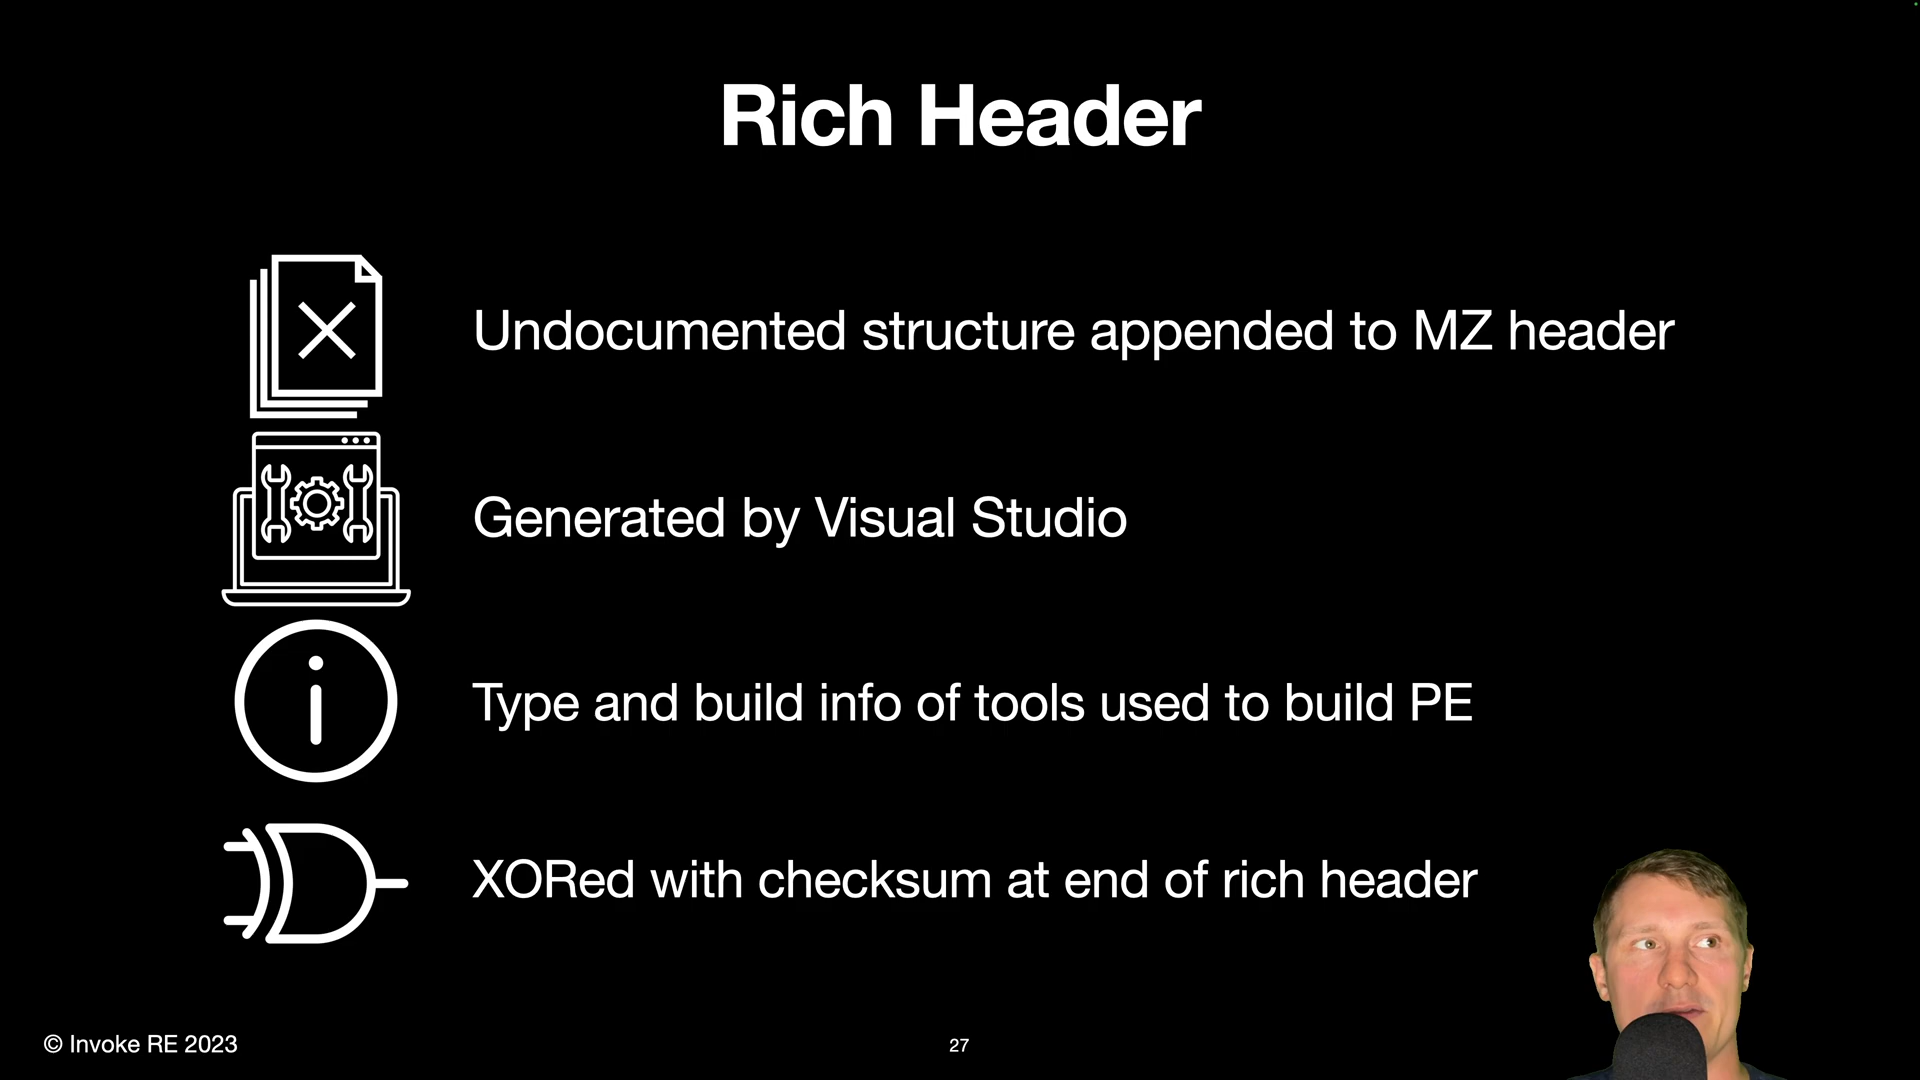 Rich Header
Undocumented structure appended to MZ header
Generated by Visual Studio
Type and build info of tools used to build PE
XORed with checksum at end of rich header
© Invoke RE 2023
27